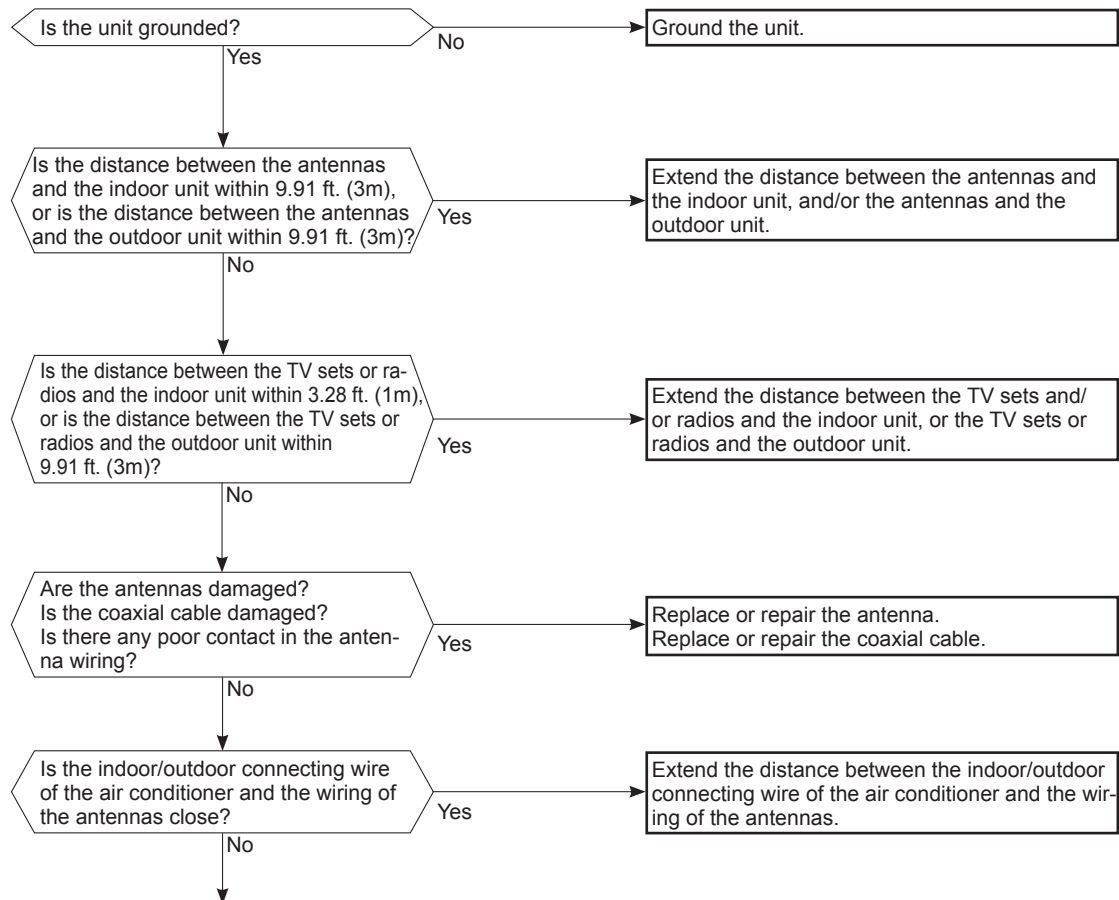 Is the unit grounded?
No
Ground the unit.
Yes
Is the distance between the antennas
and the indoor unit within 9.91 ft. (3m),
or is the distance between the antennas
and the outdoor unit within 9.91 ft. (3m)?
Yes
Extend the distance between the antennas and
the indoor unit, and/or the antennas and the
outdoor unit.
No
Is the distance between the TV sets or ra-
dios and the indoor unit within 3.28 ft. (1m),
or is the distance between the TV sets or
radios and the outdoor unit within
9.91 ft. (3m)?
Yes
Extend the distance between the TV sets and/
or radios and the indoor unit, or the TV sets or
radios and the outdoor unit.
No
Are the antennas damaged?
Is the coaxial cable damaged?
Is there any poor contact in the anten-
na wiring?
Yes
Replace or repair the antenna.
Replace or repair the coaxial cable.
No
Is the indoor/outdoor connecting wire
of the air conditioner and the wiring of
the antennas close?
Yes
Extend the distance between the indoor/outdoor
connecting wire of the air conditioner and the wir-
ing of the antennas.
No